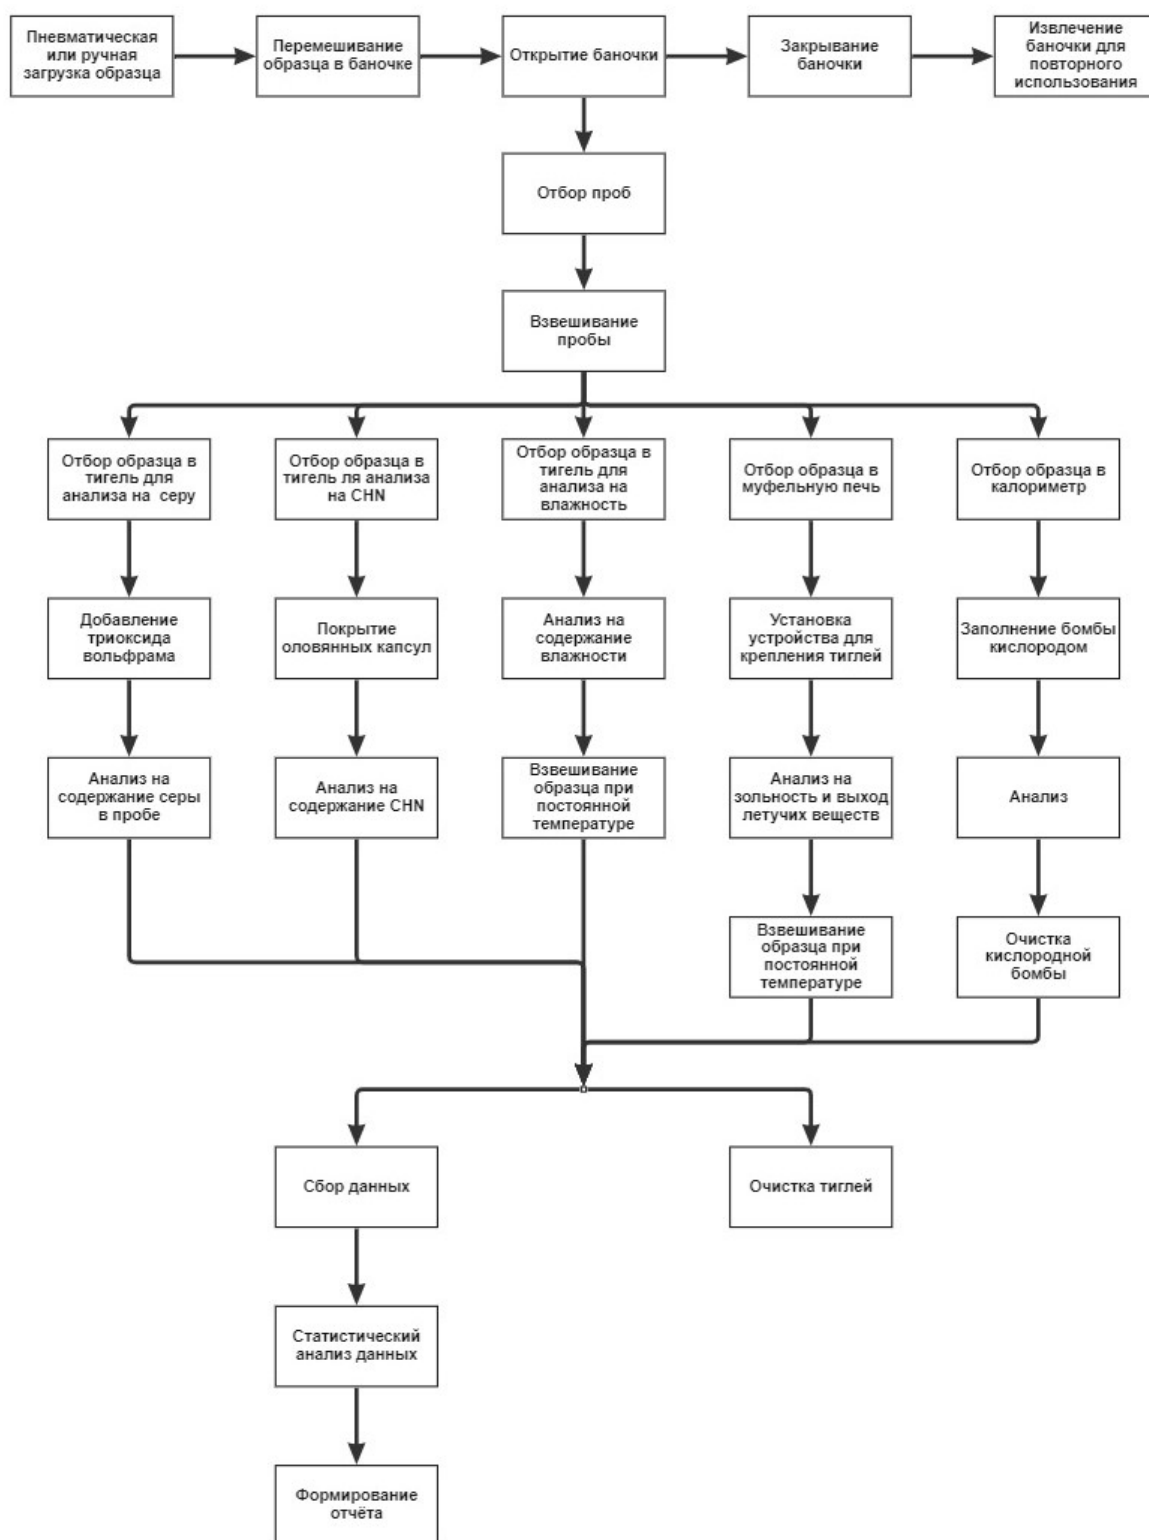 Пневматическая
или ручная
загрузка образца
Перемешивание
образца в баночке
Открытие баночки
Закрывание
баночки
Извлечение
баночки для
повторного
использования
Отбор проб
Взвешивание
пробы
Отбор образца в
тигель для
анализа на серу
Отбор образца в
тигель ля анализа
на CHN
Отбор образца в
тигель для
анализа на
влажность
Отбор образца в
муфельную печь
Отбор образца в
калориметр
Добавление
триоксида
вольфрама
Покрытие
оловянных капсул
Анализ на
содержание
влажности
Установка
устройства для
крепления тиглей
Заполнение бомбы
кислородом
Анализ на
содержание серы
в пробе
Анализ на
содержание CHN
Взвешивание
образца при
постоянной
температуре
Анализ на
зольность и выход
летучих веществ
Анализ
Взвешивание
образца при
постоянной
температуре
Очистка
кислородной
бомбы
Сбор данных
Очистка тиглей
Статистический
анализ данных
Формирование
отчёта